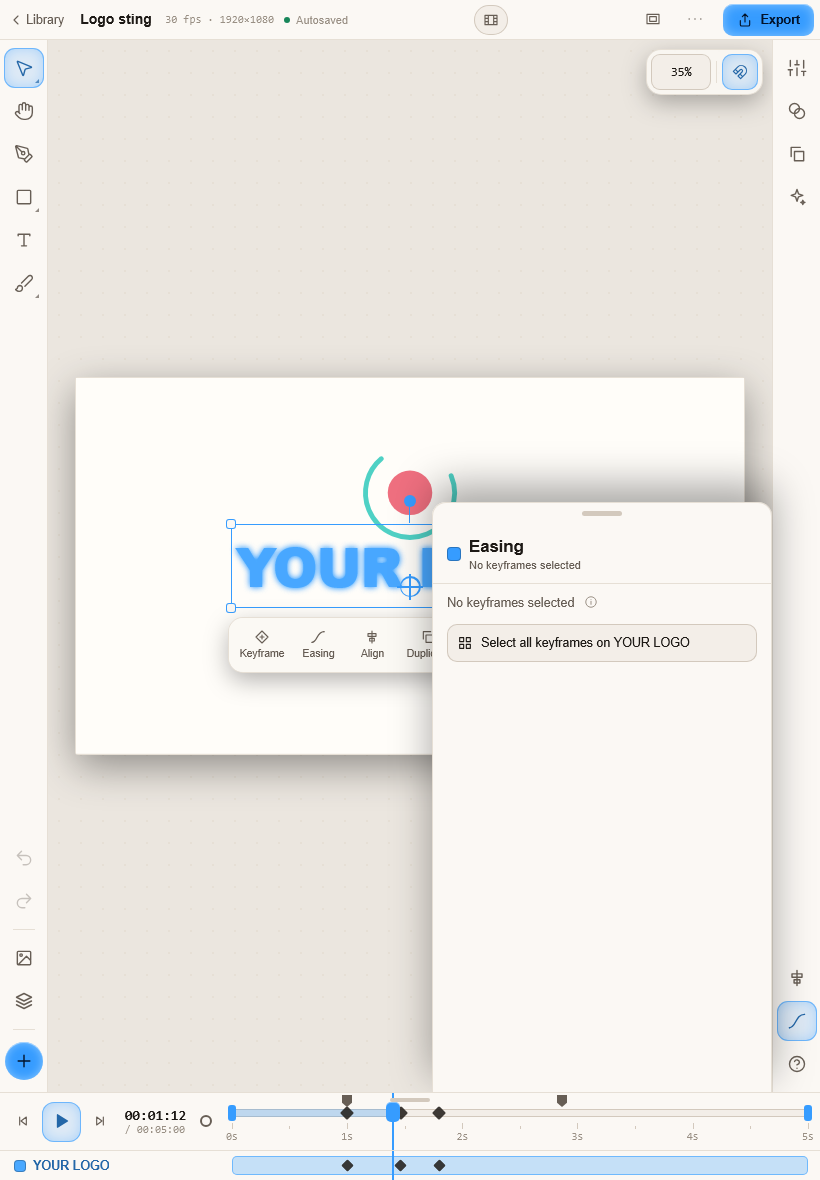 Library Logo sting 30 fps · 1920×1080 Autosaved Export
35%
YOUR
Easing
No keyframes selected
No keyframes selected
Select all keyframes on YOUR LOGO
Keyframe Easing Align
00:01:12
/ 00:05:00
0s 1s 2s 3s 4s 5s
YOUR LOGO